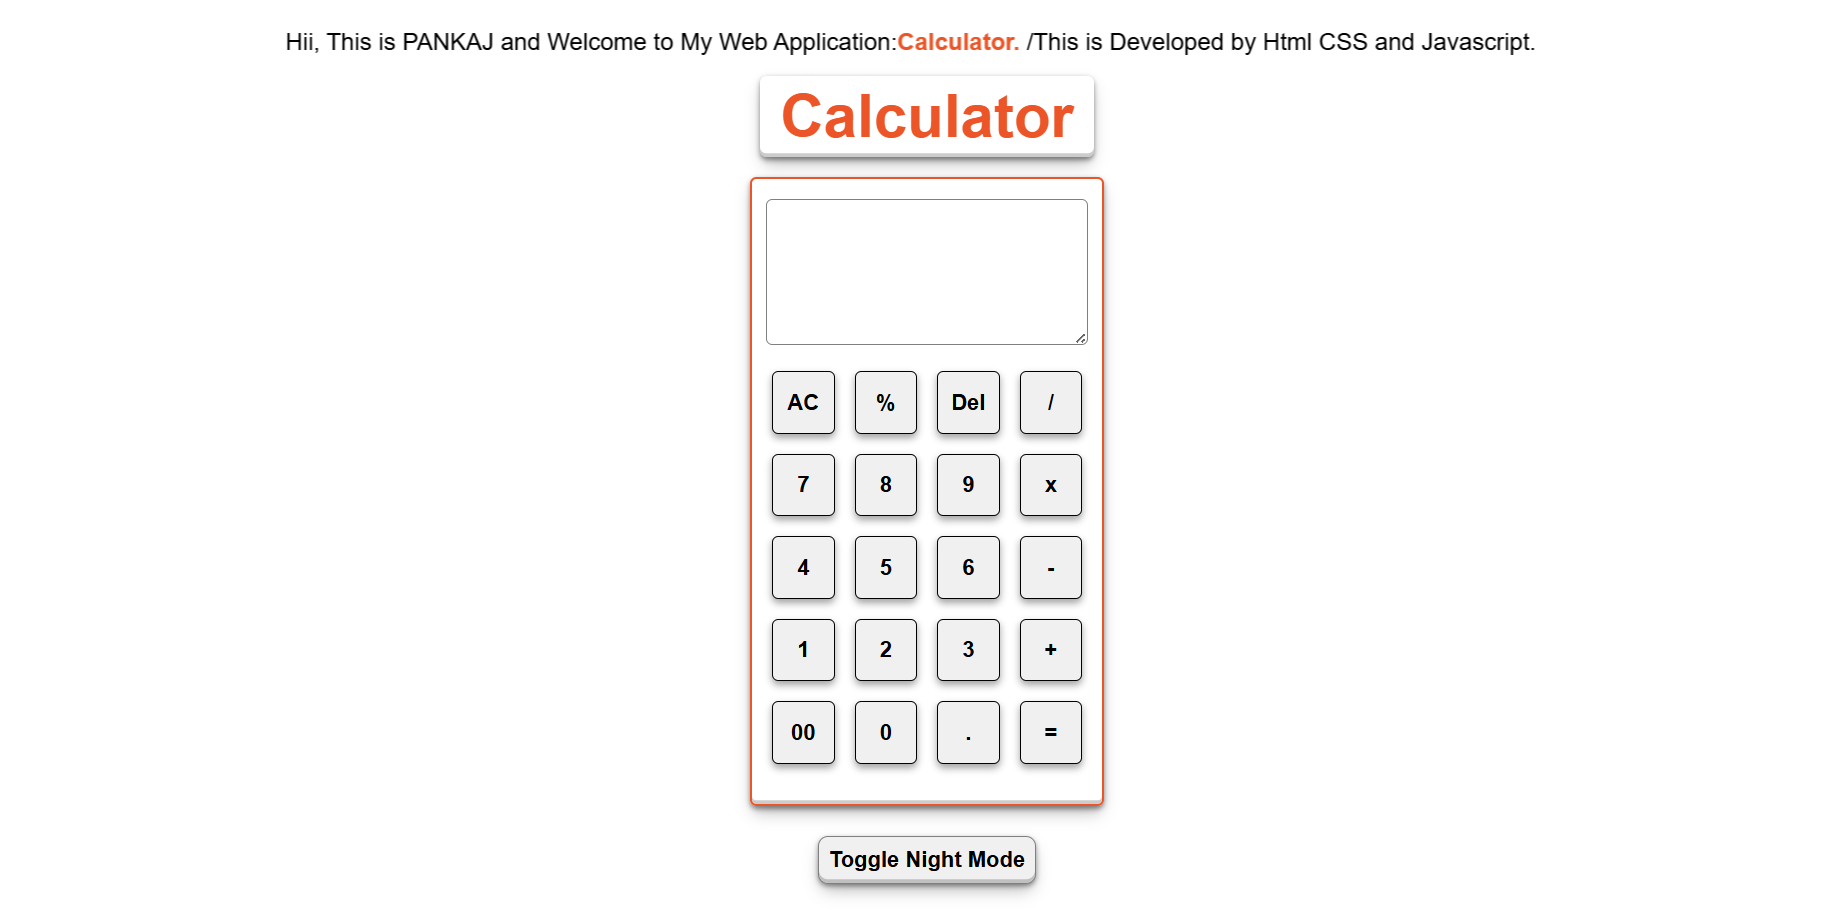 Hii, This is PANKAJ and Welcome to My Web Application:Calculator. /This is Developed by Html CSS and Javascript.
Calculator
AC % Del /
7 8 9 x
4 5 6 -
1 2 3 +
00 0 . =
Toggle Night Mode